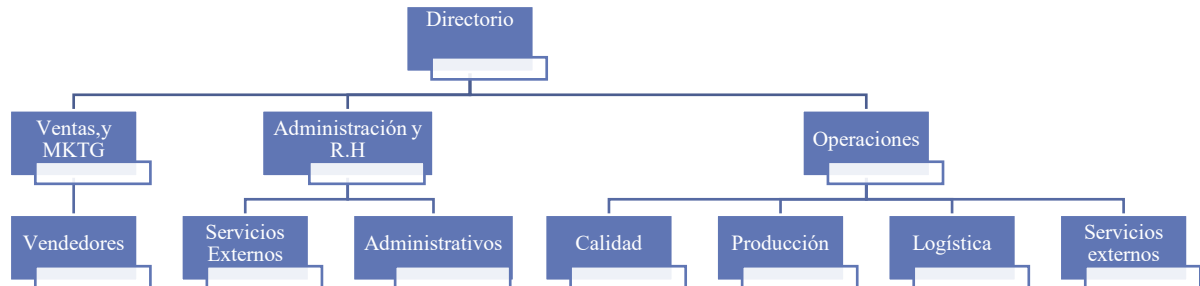 Directorio
Ventas,y
MKTG
Administración y
R.H
Operaciones
Vendedores
Servicios
Externos
Administrativos
Calidad
Producción
Logística
Servicios
externos